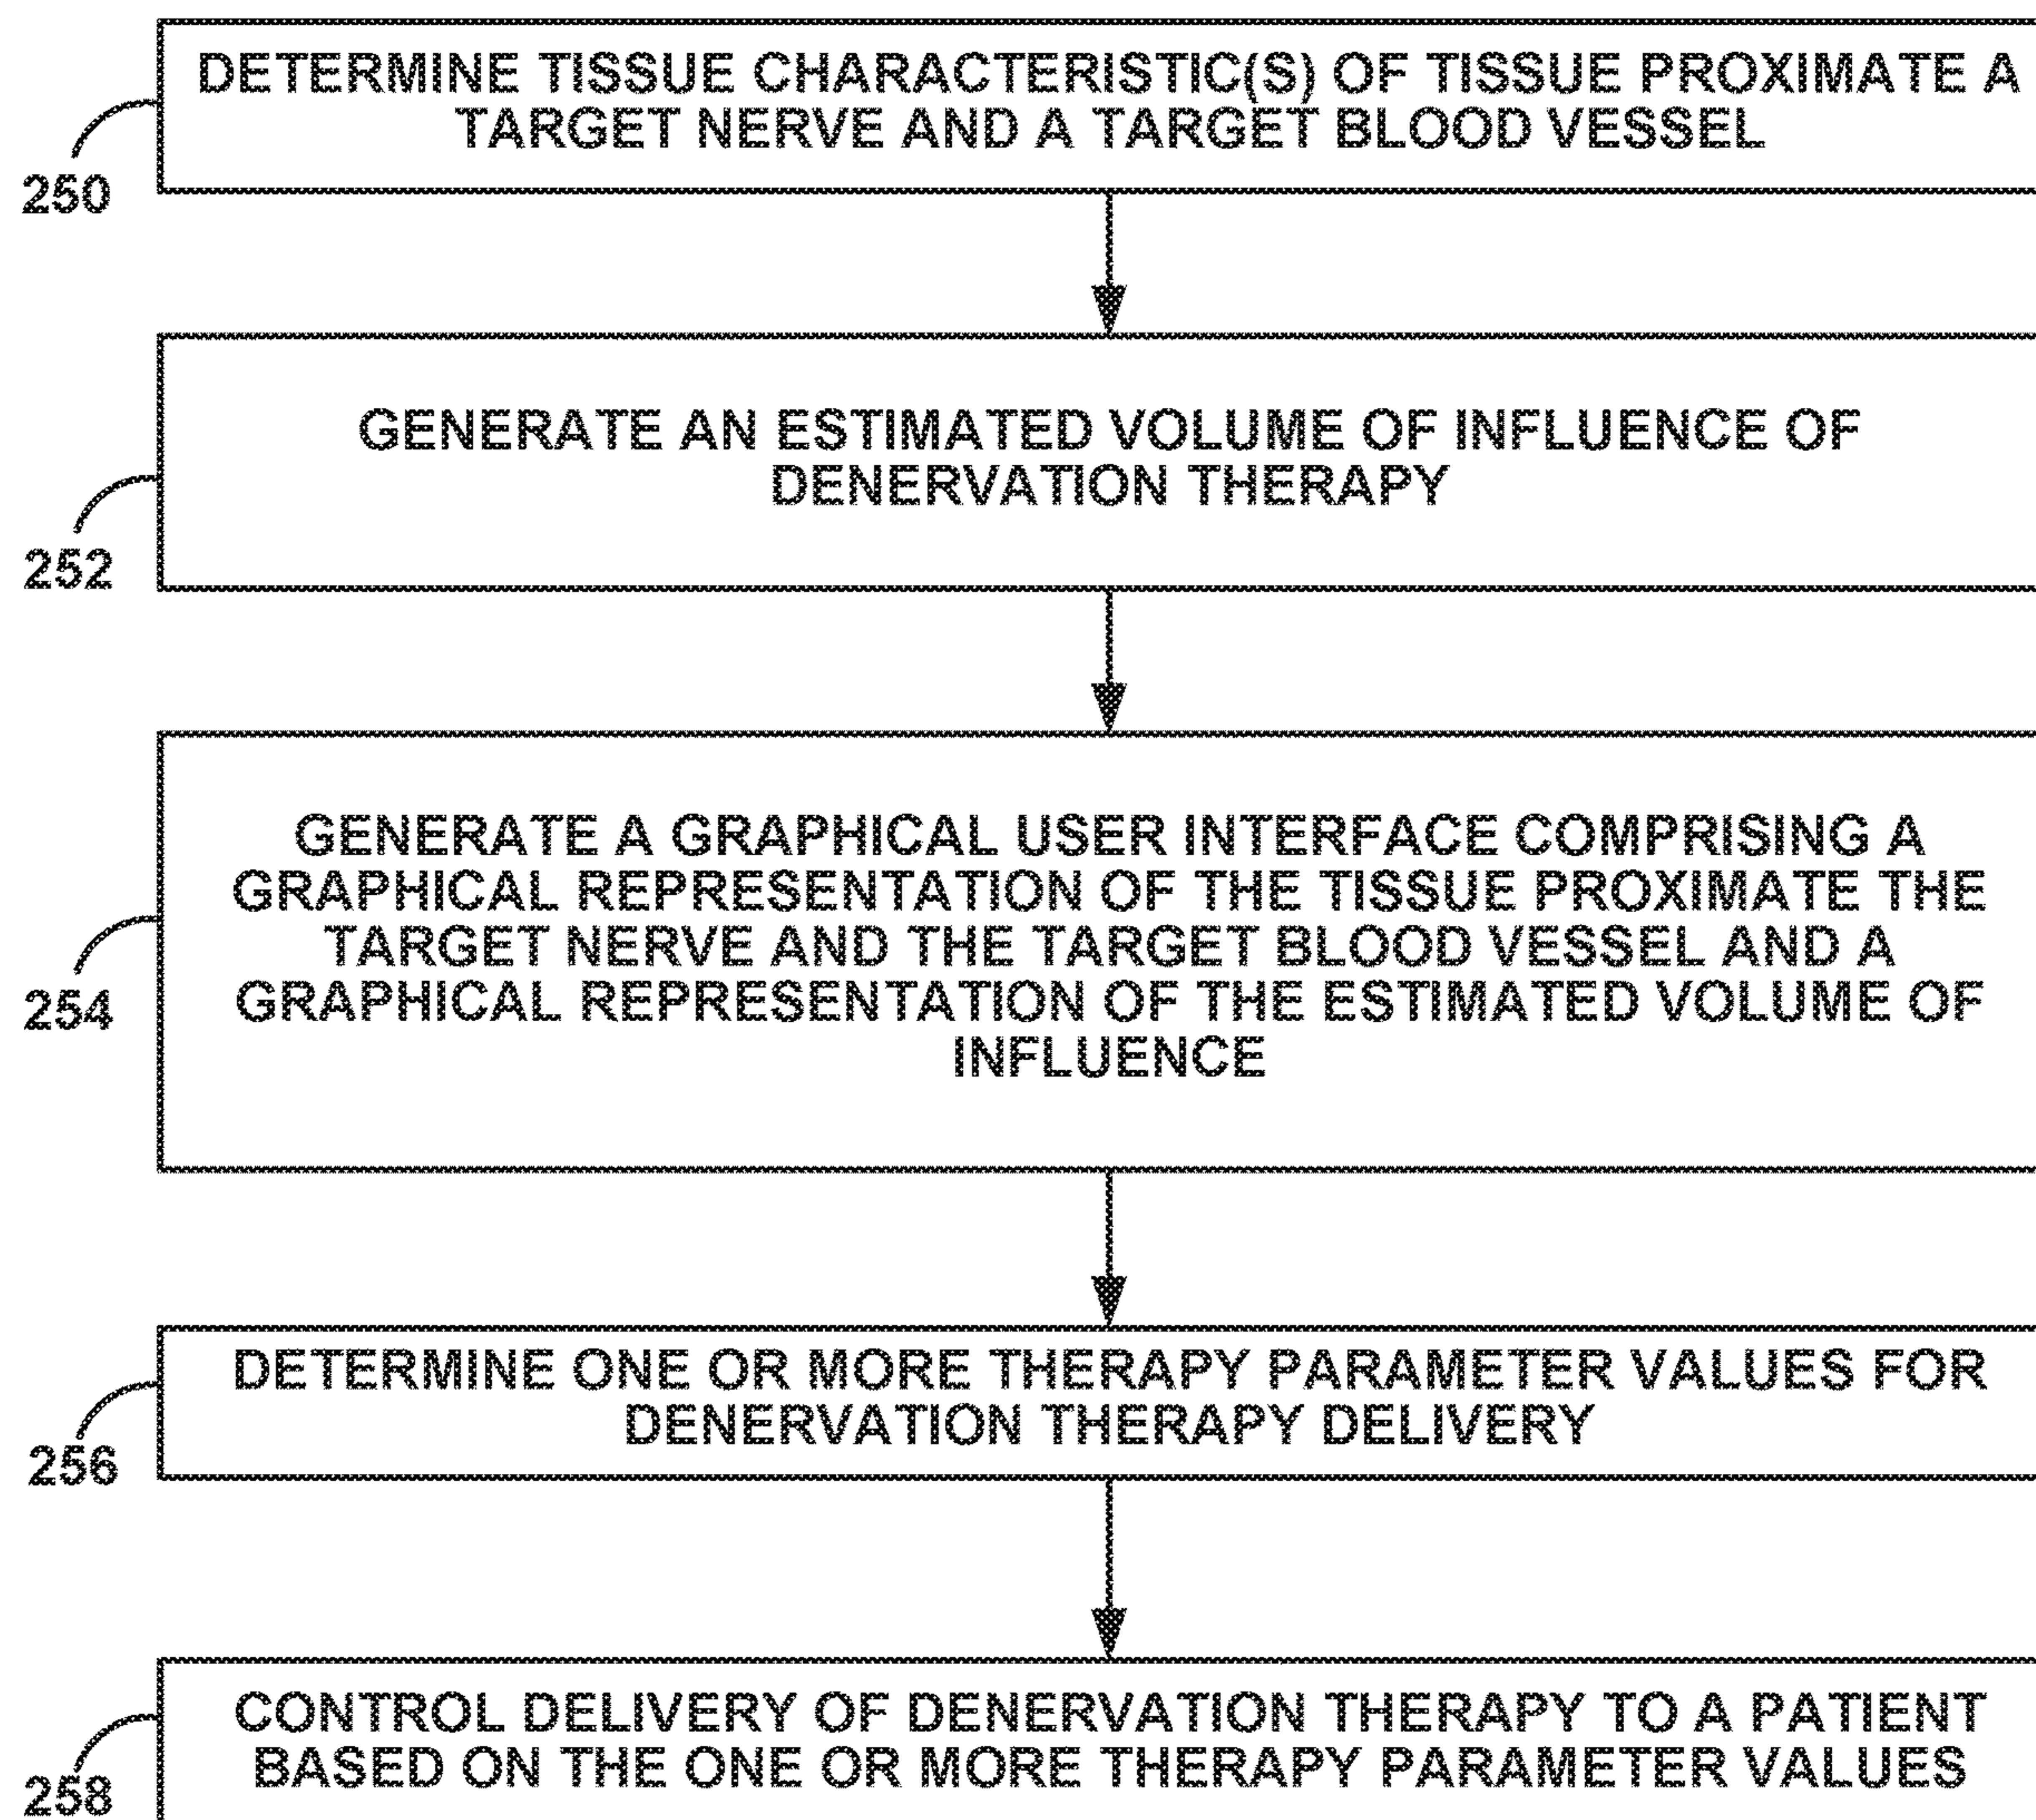 DETERMINE TISSUE CHARACTERISTIC(S) OF TISSUE PROXIMATE A
TARGET NERVE AND A TARGET BLOOD VESSEL
250
GENERATE AN ESTIMATED VOLUME OF INFLUENCE OF
DENERVATION THERAPY
252
GENERATE A GRAPHICAL USER INTERFACE COMPRISING A
GRAPHICAL REPRESENTATION OF THE TISSUE PROXIMATE THE
TARGET NERVE AND THE TARGET BLOOD VESSEL AND A
GRAPHICAL REPRESENTATION OF THE ESTIMATED VOLUME OF
INFLUENCE
254
DETERMINE ONE OR MORE THERAPY PARAMETER VALUES FOR
DENERVATION THERAPY DELIVERY
256
CONTROL DELIVERY OF DENERVATION THERAPY TO A PATIENT
BASED ON THE ONE OR MORE THERAPY PARAMETER VALUES
258